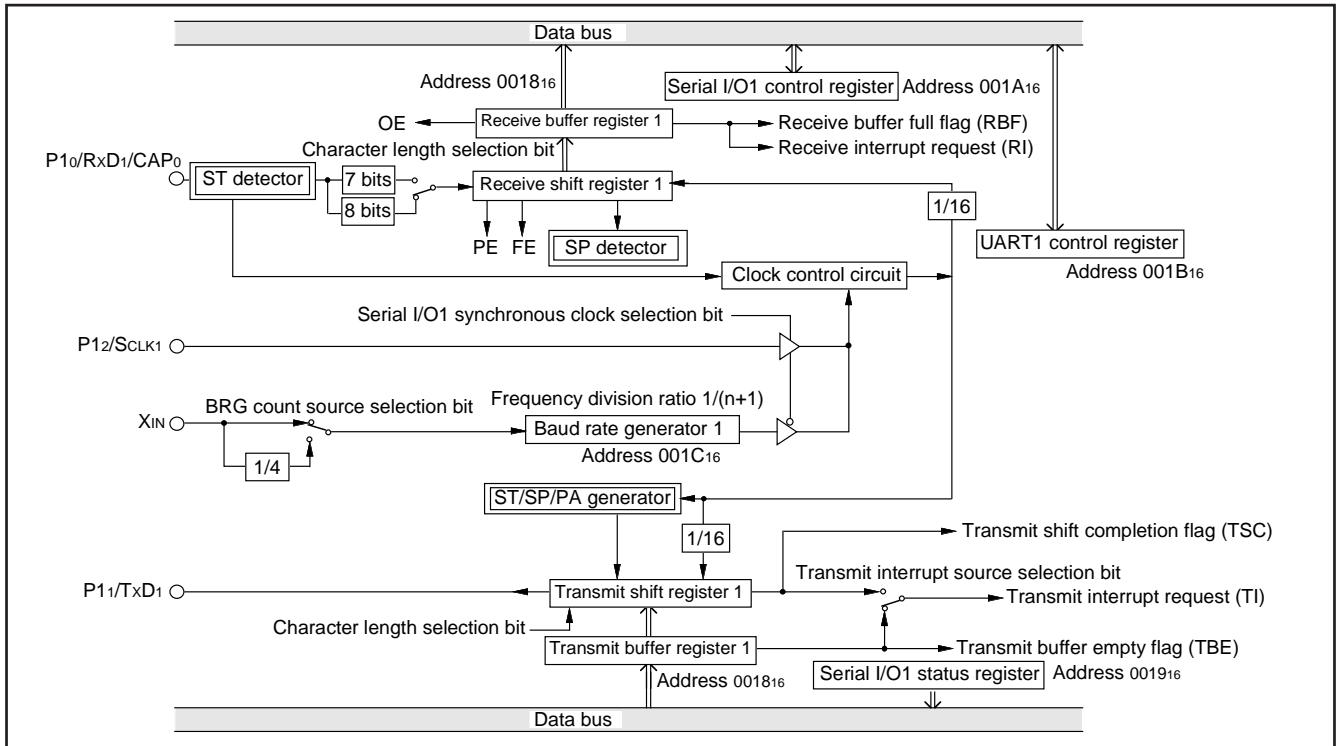 Data bus
Address 001816
Serial I/O1 control register
Address 001A16
OE
Receive buffer register 1
Receive buffer full flag (RBF)
Receive interrupt request (RI)
Character length selection bit
P10/RxD1/CAP0
ST detector
7 bits
8 bits
Receive shift register 1
1/16
PE
FE
SP detector
UART1 control register
Address 001B16
Clock control circuit
Serial I/O1 synchronous clock selection bit
P12/SCLK1
BRG count source selection bit
Frequency division ratio 1/(n+1)
XIN
Baud rate generator 1
Address 001C16
1/4
ST/SP/PA generator
1/16
Transmit shift completion flag (TSC)
Transmit interrupt source selection bit
P11/TxD1
Transmit shift register 1
Transmit interrupt request (TI)
Character length selection bit
Transmit buffer register 1
Transmit buffer empty flag (TBE)
Address 001816
Serial I/O1 status register
Address 001916
Data bus